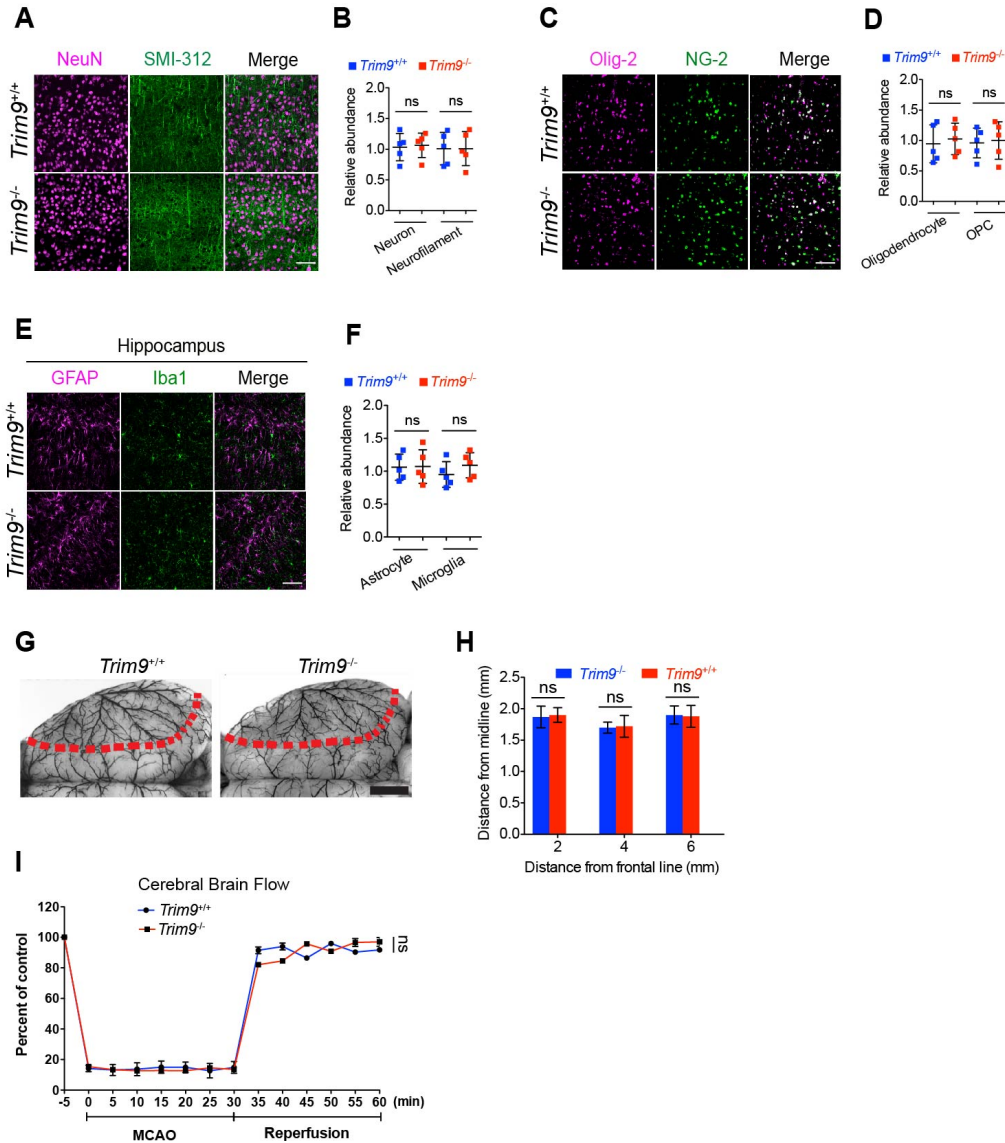 A
NeuN SMI-312 Merge
Trim9+/+
Trim9-/-
B
Trim9+/+ Trim9-/-
ns ns
Relative abundance
2.0
1.5
1.0
0.5
0.0
Neuron
Neurofilament
C
Olig-2 NG-2 Merge
Trim9+/+
Trim9-/-
D
Trim9+/+ Trim9-/-
ns ns
Relative abundance
2.0
1.5
1.0
0.5
0.0
Oligodendrocyte
OPC
E
Hippocampus
GFAP Iba1 Merge
Trim9+/+
Trim9-/-
F
Trim9+/+ Trim9-/-
ns ns
Relative abundance
2.0
1.5
1.0
0.5
0.0
Astrocyte
Microglia
G
Trim9+/+ Trim9-/-
H
Trim9-/- Trim9+/+
ns ns ns
Distance from midline (mm)
2.5
2.0
1.5
1.0
0.5
0.0
2 4 6
Distance from frontal line (mm)
I
Cerebral Brain Flow
Trim9+/+
Trim9-/-
ns
Percent of control
120
100
80
60
40
20
0
-5 0 5 10 15 20 25 30 35 40 45 50 55 60 (min)
MCAO Reperfusion